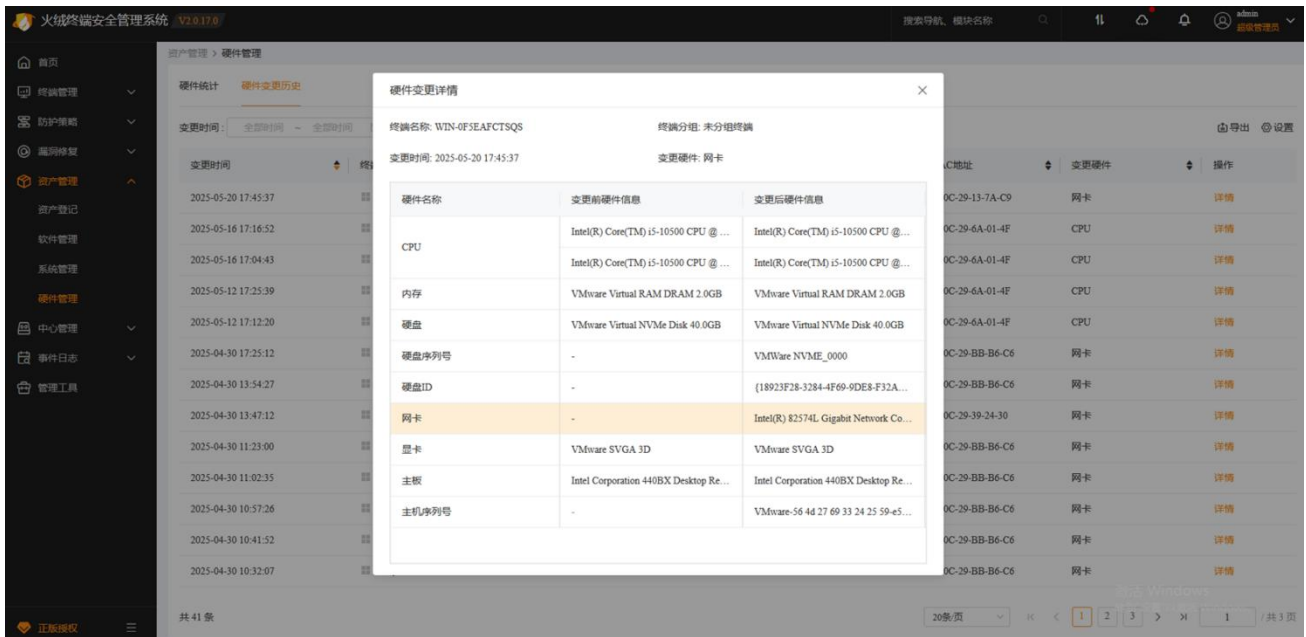 火绒终端安全管理系统 V2.0.17.0 搜索导航、模块名称 admin
超级管理员
首页
终端管理
防护策略
漏洞修复
资产管理
资产登记
软件管理
系统管理
硬件管理
中心管理
事件日志
管理工具
正版授权
资产管理 > 硬件管理
硬件统计 硬件变更历史
变更时间: 全部时间 ~ 全部时间 导出 设置
变更时间 变更硬件 操作
2025-05-20 17:45:37 0C-29-13-7A-C9 网卡 详情
2025-05-16 17:16:52 0C-29-6A-01-4F CPU 详情
2025-05-16 17:04:43 0C-29-6A-01-4F CPU 详情
2025-05-12 17:25:39 0C-29-6A-01-4F CPU 详情
2025-05-12 17:12:20 0C-29-6A-01-4F CPU 详情
2025-04-30 17:25:12 0C-29-BB-B6-C6 网卡 详情
2025-04-30 13:54:27 0C-29-BB-B6-C6 网卡 详情
2025-04-30 13:47:12 0C-29-39-24-30 网卡 详情
2025-04-30 11:23:00 0C-29-BB-B6-C6 网卡 详情
2025-04-30 11:02:35 0C-29-BB-B6-C6 网卡 详情
2025-04-30 10:57:26 0C-29-BB-B6-C6 网卡 详情
2025-04-30 10:41:52 0C-29-BB-B6-C6 网卡 详情
2025-04-30 10:32:07 0C-29-BB-B6-C6 网卡 详情
共 41 条 20条/页 1 2 3 1 /共 3 页
硬件变更详情
终端名称: WIN-0F5EAFCTSQS 终端分组: 未分组终端
变更时间: 2025-05-20 17:45:37 变更硬件: 网卡
硬件名称 变更前硬件信息 变更后硬件信息
CPU Intel(R) Core(TM) i5-10500 CPU @ … Intel(R) Core(TM) i5-10500 CPU @…
Intel(R) Core(TM) i5-10500 CPU @ … Intel(R) Core(TM) i5-10500 CPU @…
内存 VMware Virtual RAM DRAM 2.0GB VMware Virtual RAM DRAM 2.0GB
硬盘 VMware Virtual NVMe Disk 40.0GB VMware Virtual NVMe Disk 40.0GB
硬盘序列号 - VMWare NVME_0000
硬盘ID - {18923F28-3284-4F69-9DE8-F32A…
网卡 - Intel(R) 82574L Gigabit Network Co…
显卡 VMware SVGA 3D VMware SVGA 3D
主板 Intel Corporation 440BX Desktop Re… Intel Corporation 440BX Desktop Re…
主机序列号 - VMware-56 4d 27 69 33 24 25 59-e5…